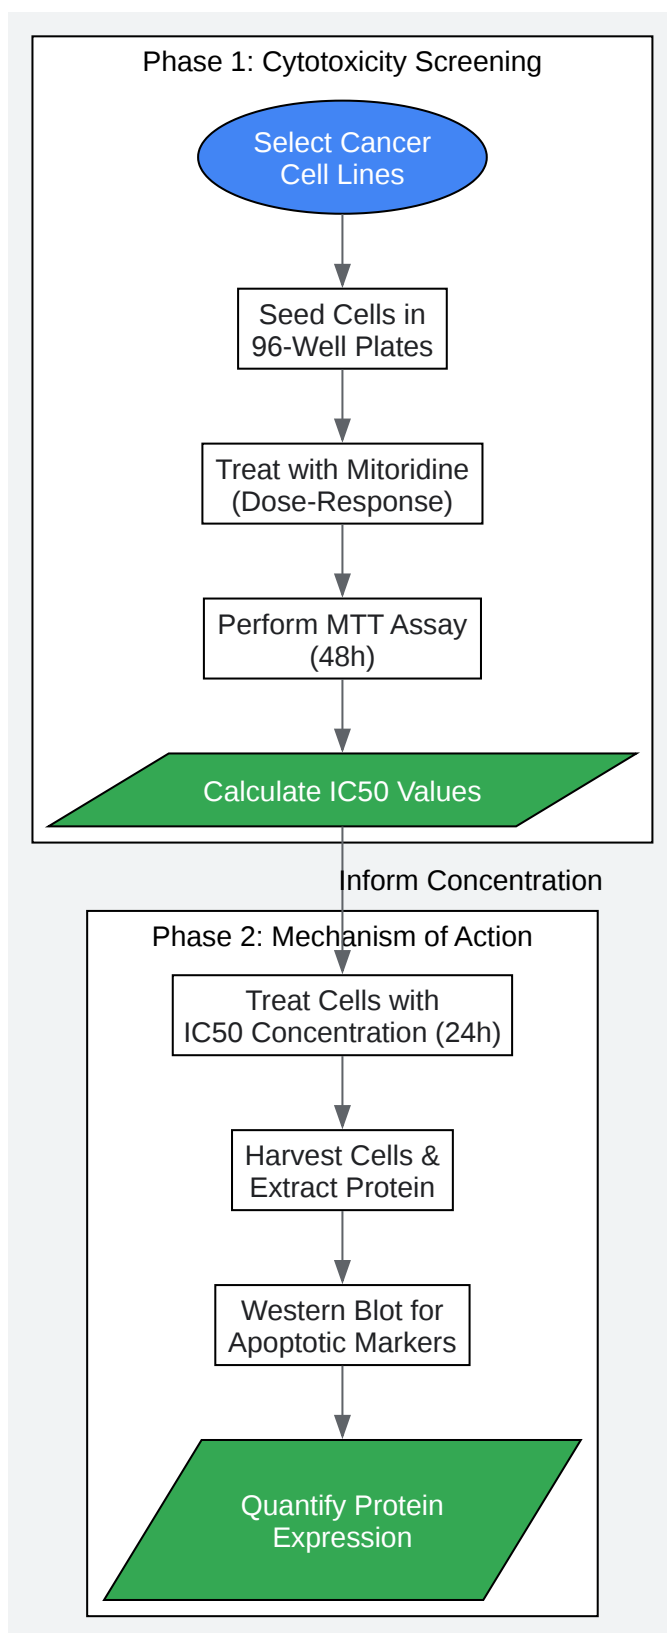 Phase 1: Cytotoxicity Screening
Select Cancer
Cell Lines
Seed Cells in
96-Well Plates
Treat with Mitoridine
(Dose-Response)
Perform MTT Assay
(48h)
Calculate IC50 Values
Inform Concentration
Phase 2: Mechanism of Action
Treat Cells with
IC50 Concentration (24h)
Harvest Cells &
Extract Protein
Western Blot for
Apoptotic Markers
Quantify Protein
Expression